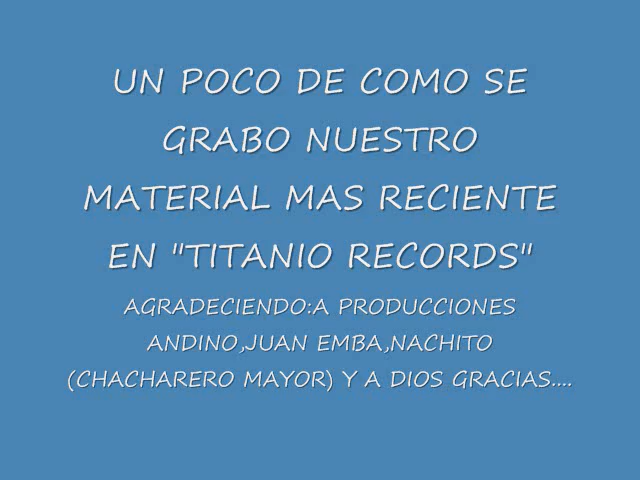 UN POCO DE COMO SE
GRABO NUESTRO
MATERIAL MAS RECIENTE
EN "TITANIO RECORDS"
AGRADECIENDO:A PRODUCCIONES
ANDINO,JUAN EMBA,NACHITO
(CHACHARERO MAYOR) Y A DIOS GRACIAS....